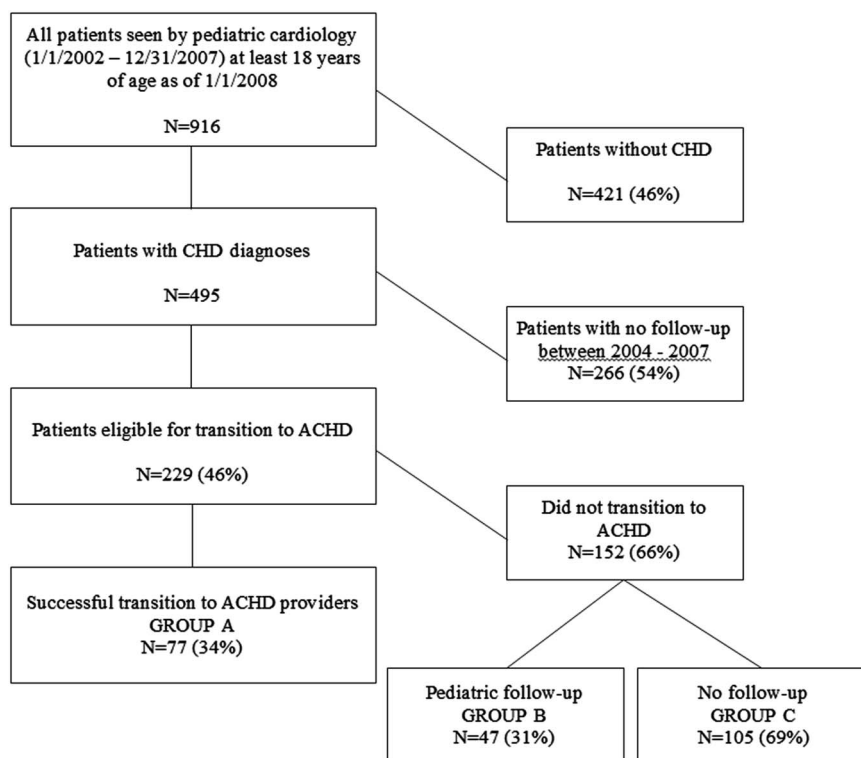 All patients seen by pediatric cardiology
(1/1/2002 – 12/31/2007) at least 18 years
of age as of 1/1/2008
N=916
Patients without CHD
N=421 (46%)
Patients with CHD diagnoses
N=495
Patients with no follow-up
between 2004 - 2007
N=266 (54%)
Patients eligible for transition to ACHD
N=229 (46%)
Did not transition to
ACHD
N=152 (66%)
Successful transition to ACHD providers
GROUP A
N=77 (34%)
Pediatric follow-up
GROUP B
N=47 (31%)
No follow-up
GROUP C
N=105 (69%)